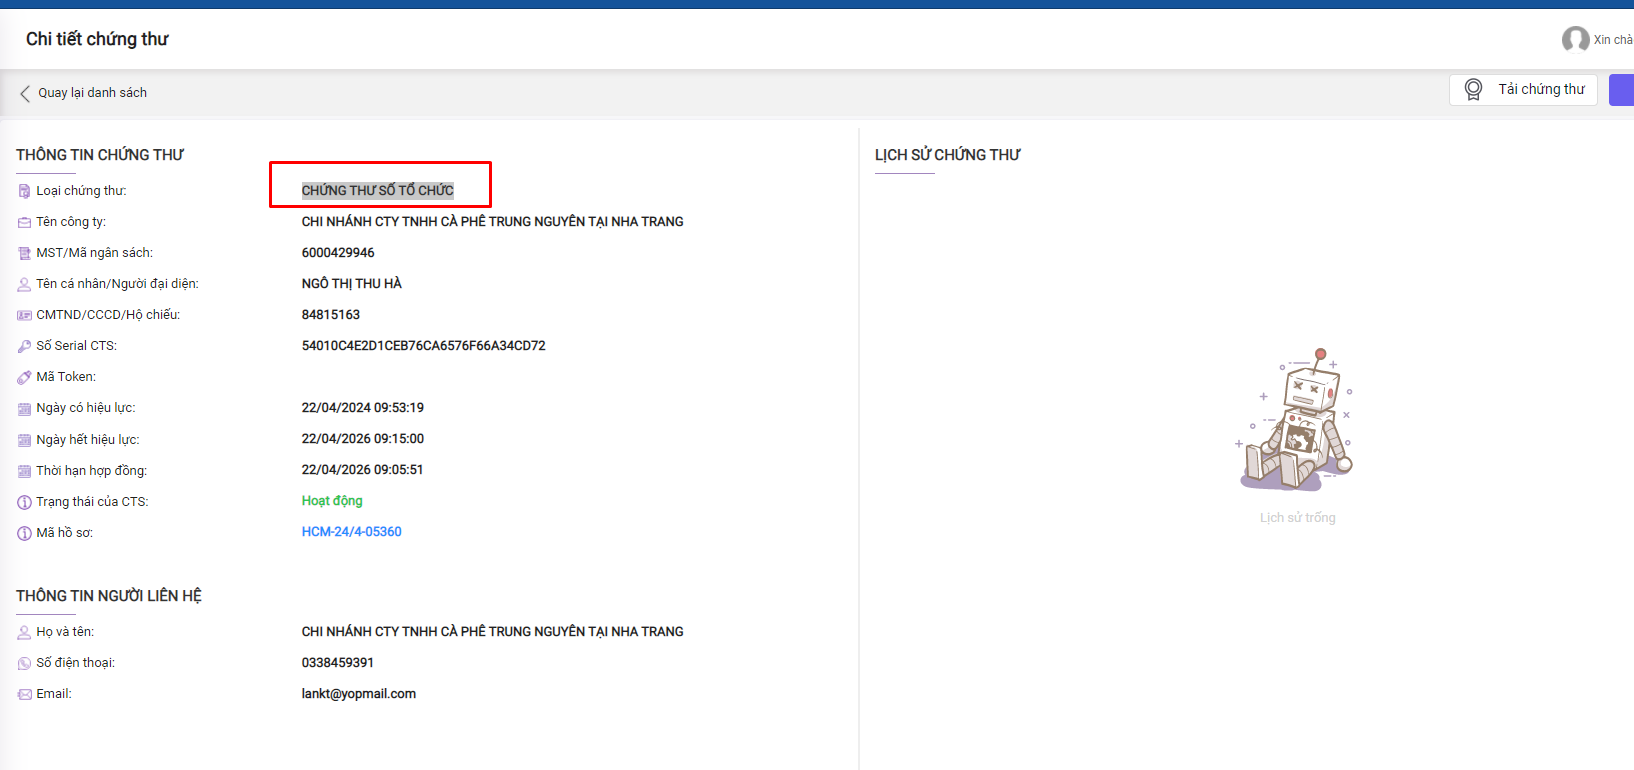 Chi tiết chứng thư
Xin chà
Quay lại danh sách
Tải chứng thư
THÔNG TIN CHỨNG THƯ
Loại chứng thư: CHỨNG THƯ SỐ TỔ CHỨC
Tên công ty: CHI NHÁNH CTY TNHH CÀ PHÊ TRUNG NGUYÊN TẠI NHA TRANG
MST/Mã ngân sách: 6000429946
Tên cá nhân/Người đại diện: NGÔ THỊ THU HÀ
CMTND/CCCD/Hộ chiếu: 84815163
Số Serial CTS: 54010C4E2D1CEB76CA6576F66A34CD72
Mã Token:
Ngày có hiệu lực: 22/04/2024 09:53:19
Ngày hết hiệu lực: 22/04/2026 09:15:00
Thời hạn hợp đồng: 22/04/2026 09:05:51
Trạng thái của CTS: Hoạt động
Mã hồ sơ: HCM-24/4-05360
THÔNG TIN NGƯỜI LIÊN HỆ
Họ và tên: CHI NHÁNH CTY TNHH CÀ PHÊ TRUNG NGUYÊN TẠI NHA TRANG
Số điện thoại: 0338459391
Email: lankt@yopmail.com
LỊCH SỬ CHỨNG THƯ
Lịch sử trống